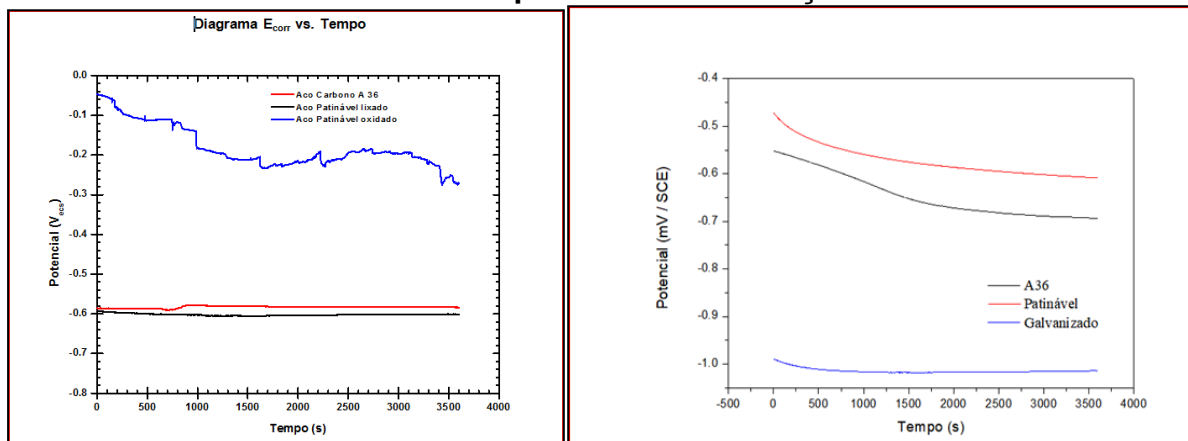 Diagrama Ecorr vs. Tempo
Potencial (Vecs)
0.0
-0.1
-0.2
-0.3
-0.4
-0.5
-0.6
-0.7
-0.8
Aco Carbono A 36
Aco Patinável lixado
Aco Patinável oxidado
0 500 1000 1500 2000 2500 3000 3500 4000
Tempo (s)
Potencial (mV / SCE)
-0.4
-0.5
-0.6
-0.7
-0.8
-0.9
-1.0
A36
Patinável
Galvanizado
-500 0 500 1000 1500 2000 2500 3000 3500 4000
Tempo (s)